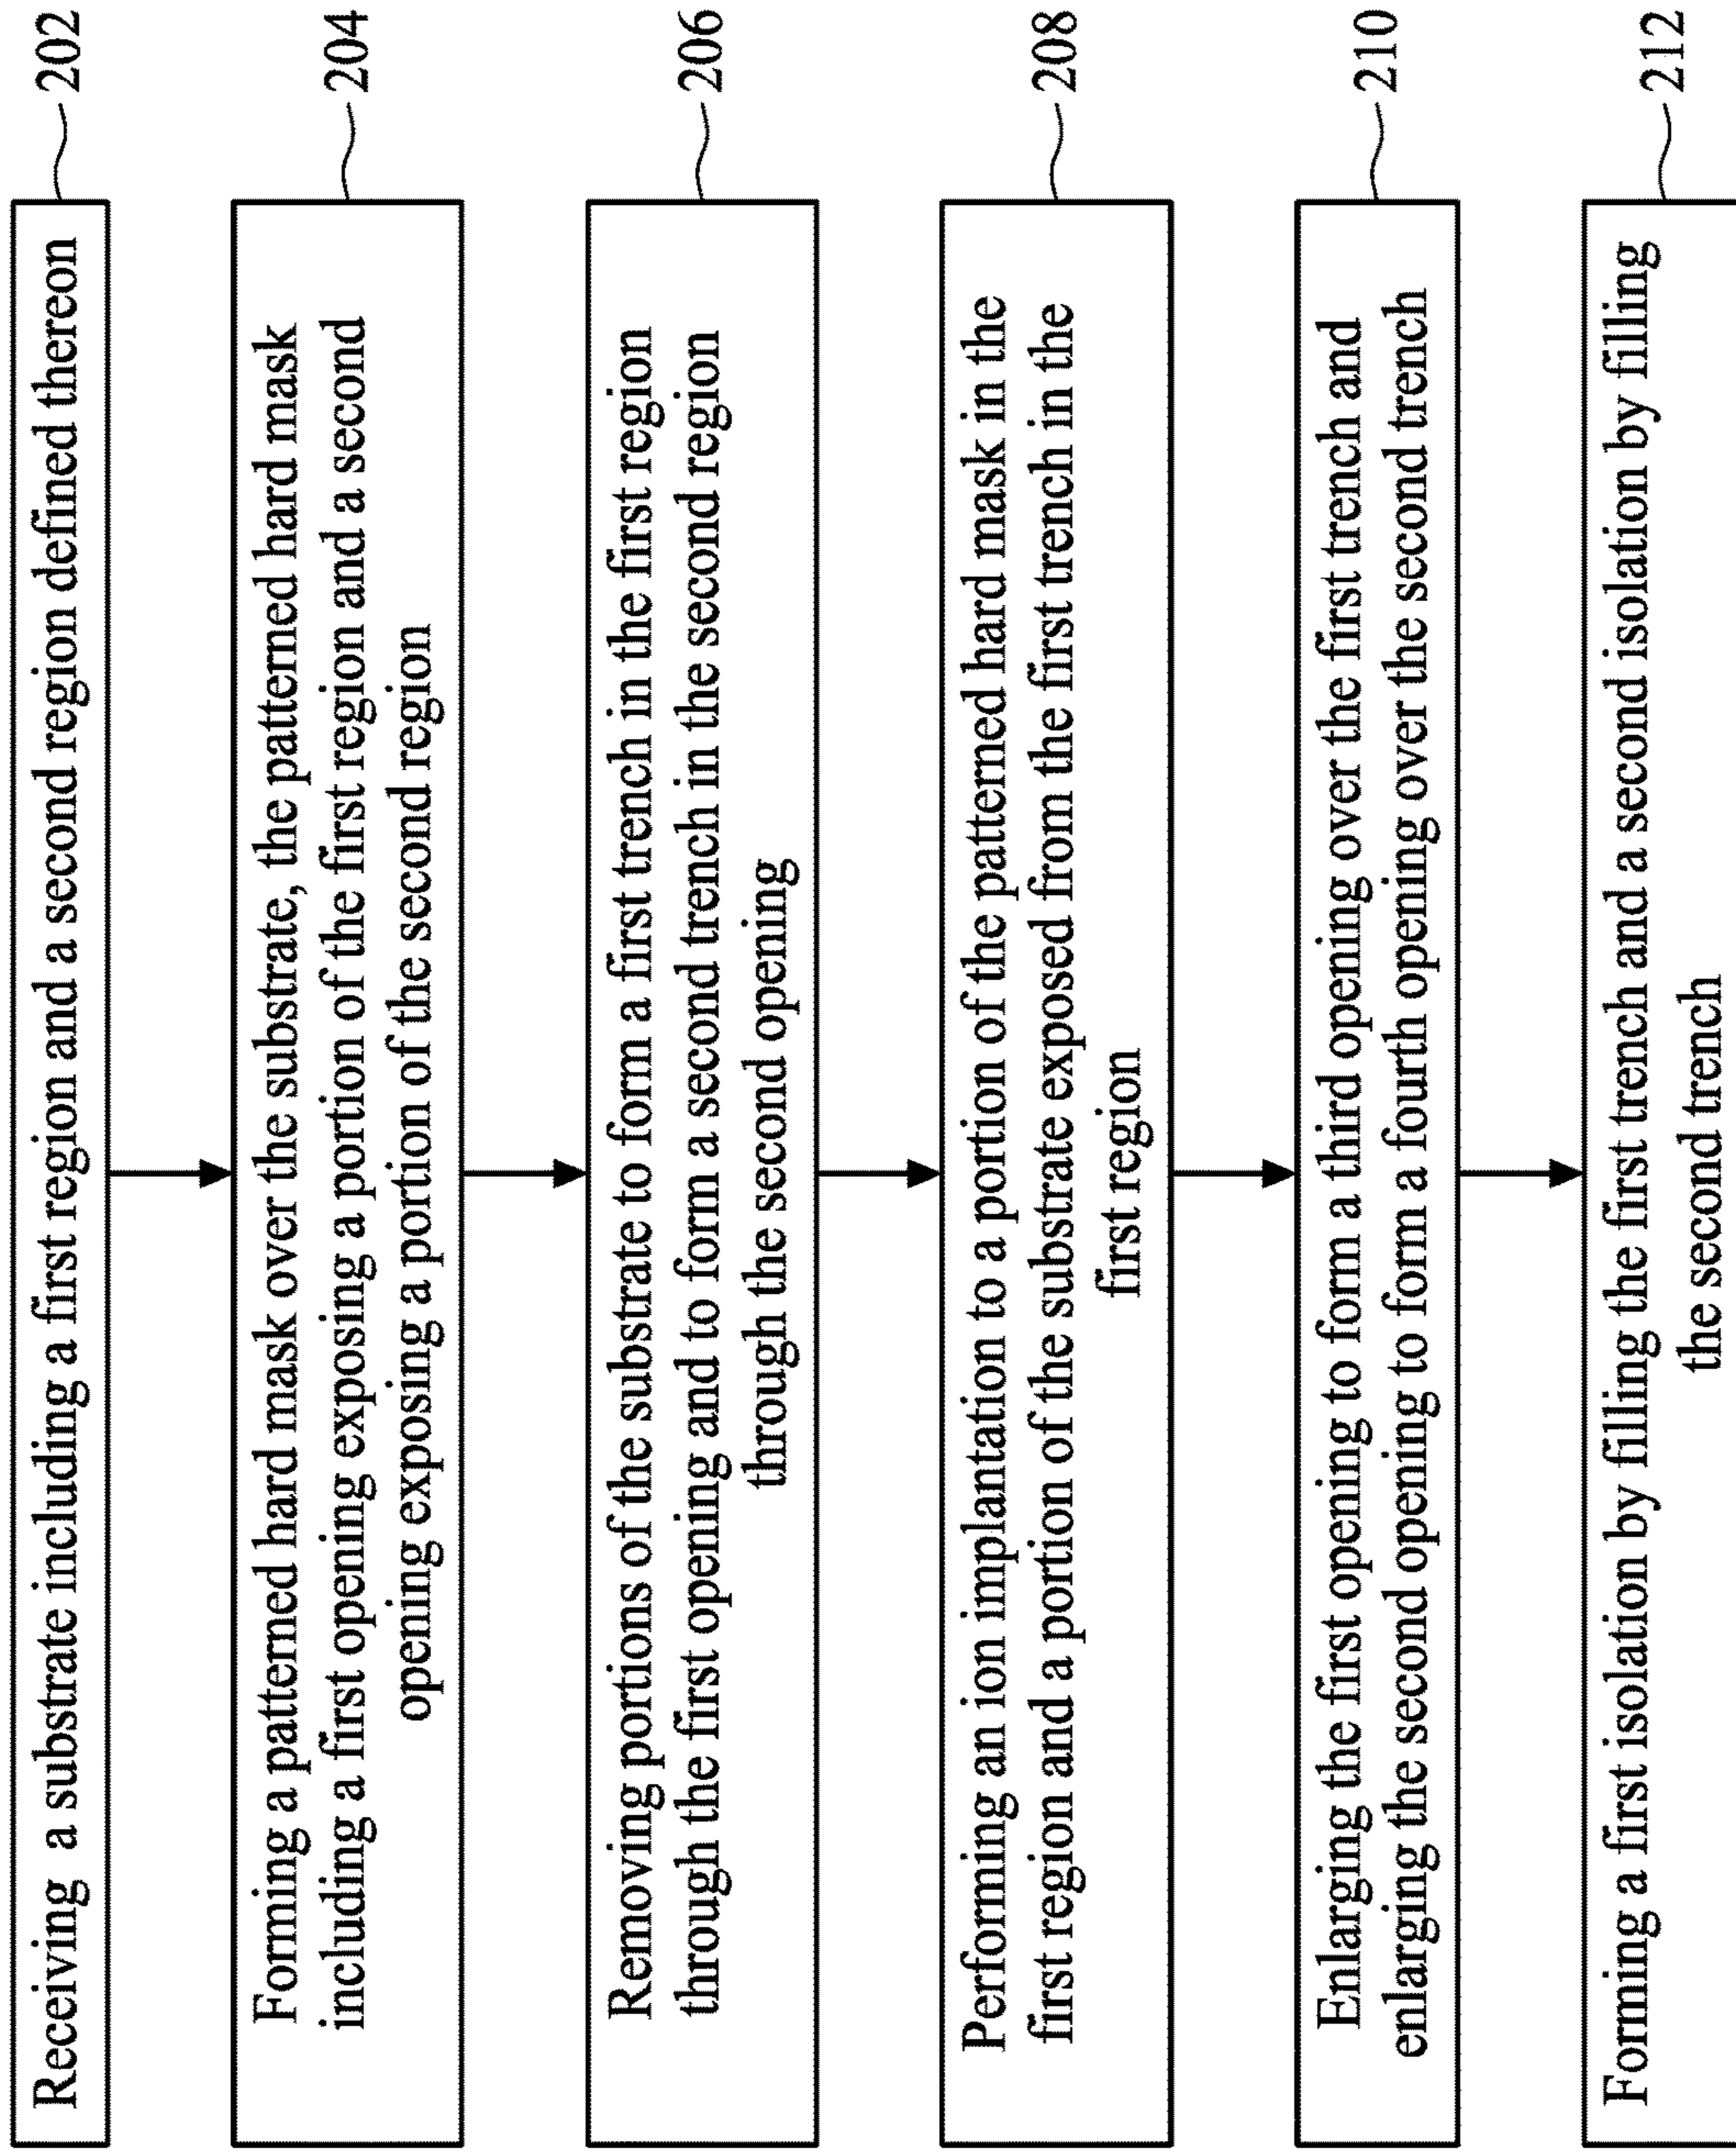 Receiving a substrate including a first region and a second region defined thereon
202
Forming a patterned hard mask over the substrate, the patterned hard mask
including a first opening exposing a portion of the first region and a second
opening exposing a portion of the second region
204
Removing portions of the substrate to form a first trench in the first region
through the first opening and to form a second trench in the second region
through the second opening
206
Performing an ion implantation to a portion of the patterned hard mask in the
first region and a portion of the substrate exposed from the first trench in the
first region
208
Enlarging the first opening to form a third opening over the first trench and
enlarging the second opening to form a fourth opening over the second trench
210
Forming a first isolation by filling the first trench and a second isolation by filling
the second trench
212